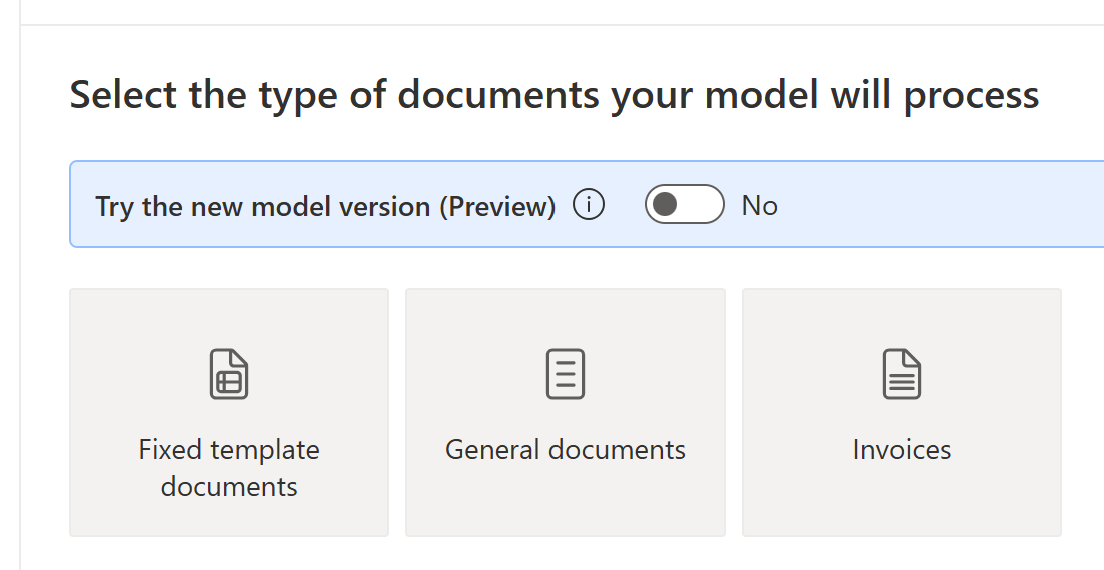 Select the type of documents your model will process
Try the new model version (Preview) No
Fixed template
documents
General documents
Invoices